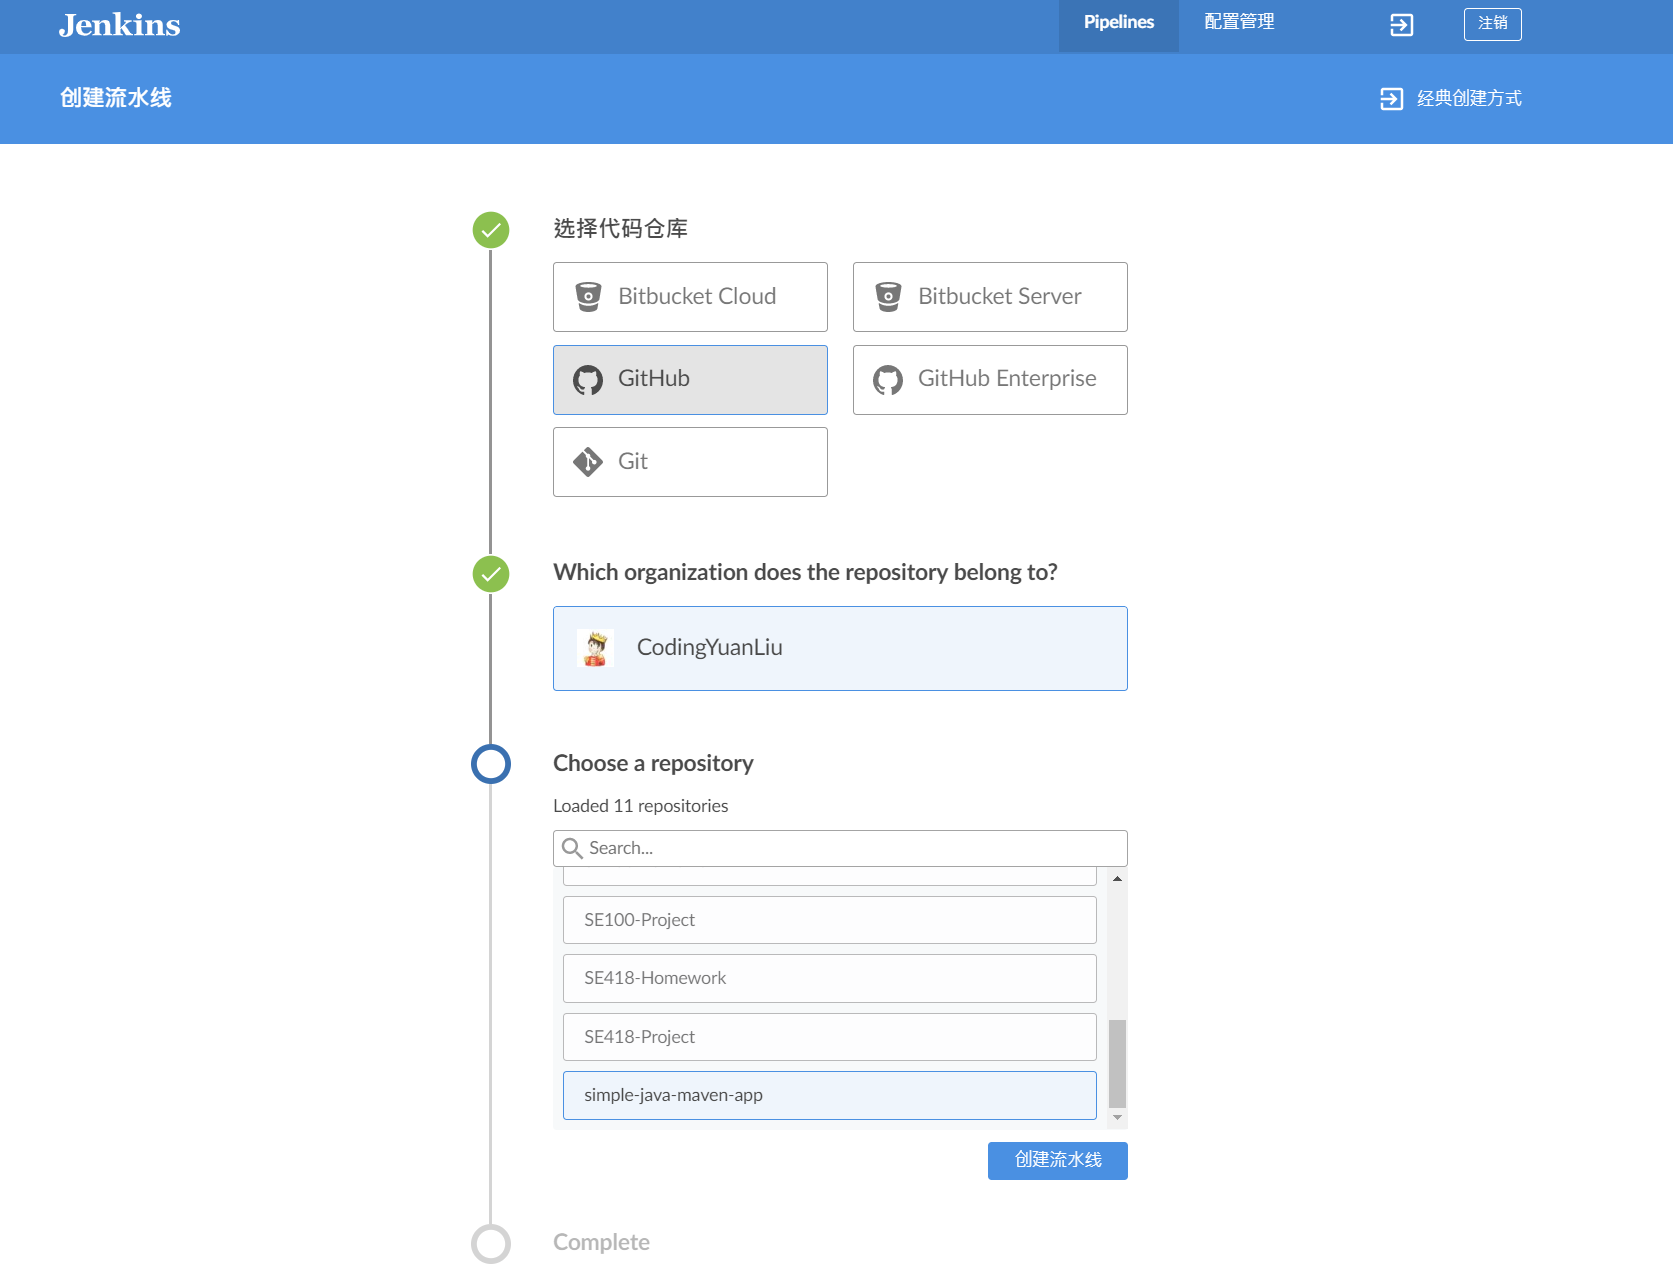 Jenkins
Pipelines
配置管理
注销
创建流水线
经典创建方式
选择代码仓库
Bitbucket Cloud
Bitbucket Server
GitHub
GitHub Enterprise
Git
Which organization does the repository belong to?
CodingYuanLiu
Choose a repository
Loaded 11 repositories
Search...
SE100-Project
SE418-Homework
SE418-Project
simple-java-maven-app
创建流水线
Complete